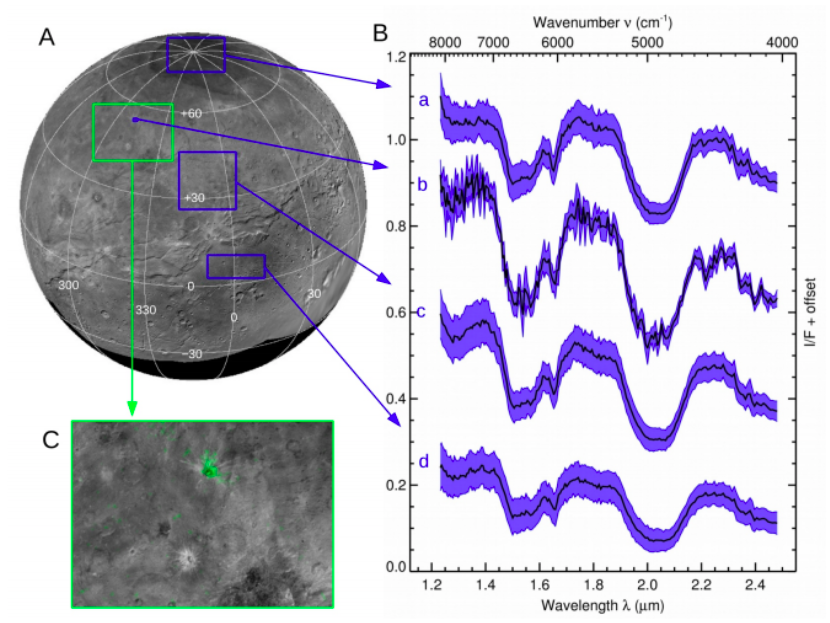 A
+60
+30
300
0
330
30
0
-30
C
B
Wavenumber ν (cm⁻¹)
8000 7000 6000 5000 4000
1.2
a
1.0
b
0.8
0.6
c
0.4
d
0.2
0.0
I/F + offset
1.2 1.4 1.6 1.8 2.0 2.2 2.4
Wavelength λ (μm)